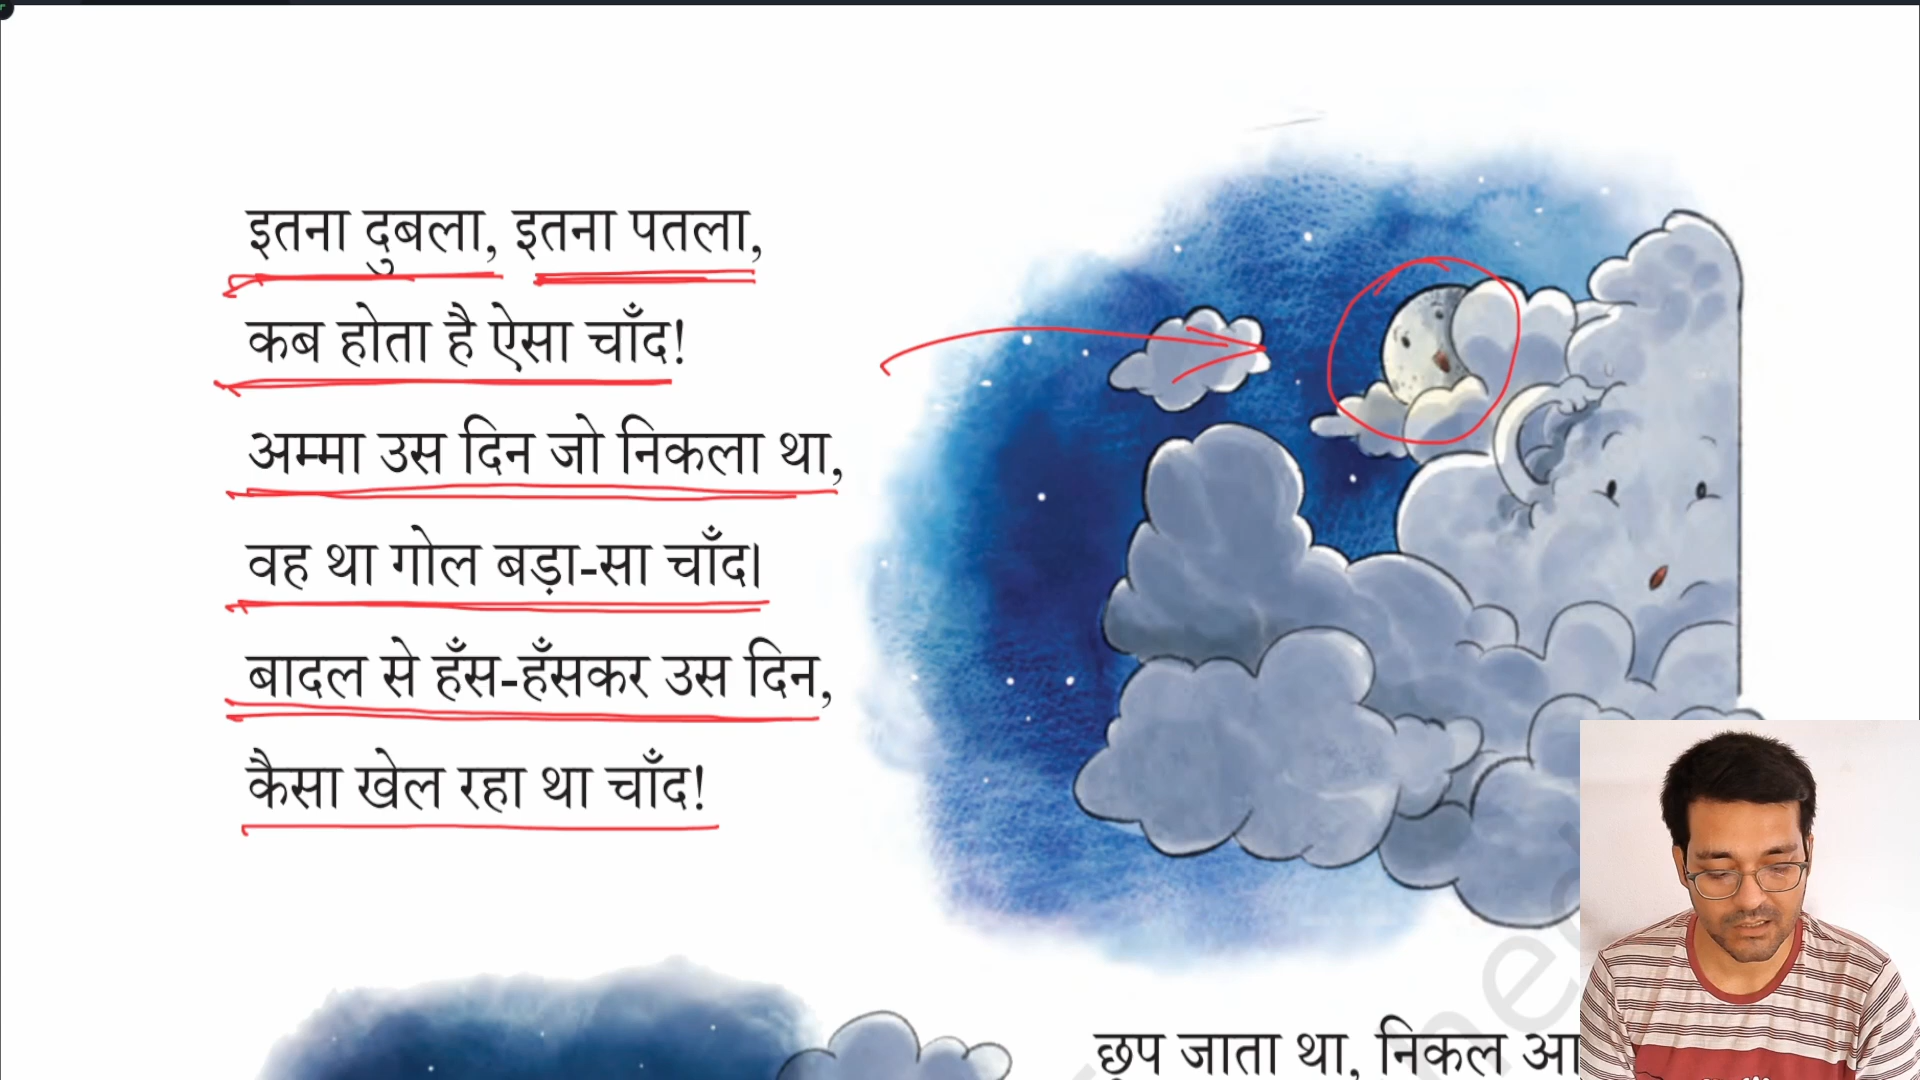 इतना दुबला, इतना पतला,
कब होता है ऐसा चाँद!
अम्मा उस दिन जो निकला था,
वह था गोल बड़ा-सा चाँद।
बादल से हँस-हँसकर उस दिन,
कैसा खेल रहा था चाँद!
छुप जाता था, निकल